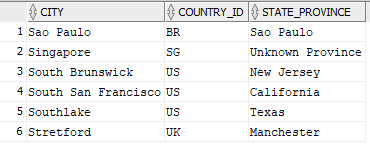 CITY COUNTRY_ID STATE_PROVINCE
1 Sao Paulo BR Sao Paulo
2 Singapore SG Unknown Province
3 South Brunswick US New Jersey
4 South San Francisco US California
5 Southlake US Texas
6 Stretford UK Manchester